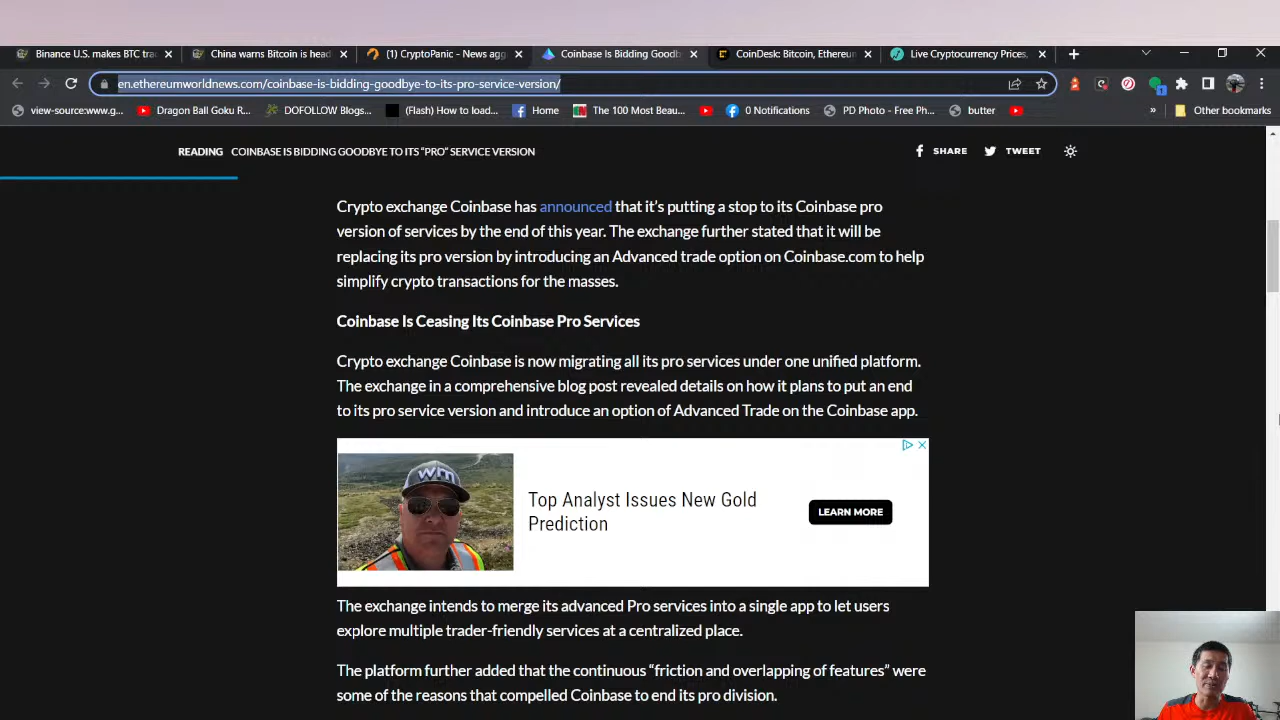 Binance U.S. makes BTC tra
China warns Bitcoin is head
(1) CryptoPanic - News agg
Coinbase Is Bidding Goodb
CoinDesk: Bitcoin, Ethereum
Live Cryptocurrency Prices,
en.ethereumworldnews.com/coinbase-is-bidding-goodbye-to-its-pro-service-version/
view-source:www.g...
Dragon Ball Goku R...
DOFOLLOW Blogs...
(Flash) How to load...
Home
The 100 Most Beau...
0 Notifications
PD Photo - Free Ph...
butter
»
Other bookmarks
READING COINBASE IS BIDDING GOODBYE TO ITS “PRO” SERVICE VERSION
SHARE
TWEET
Crypto exchange Coinbase has announced that it’s putting a stop to its Coinbase pro
version of services by the end of this year. The exchange further stated that it will be
replacing its pro version by introducing an Advanced trade option on Coinbase.com to help
simplify crypto transactions for the masses.
Coinbase Is Ceasing Its Coinbase Pro Services
Crypto exchange Coinbase is now migrating all its pro services under one unified platform.
The exchange in a comprehensive blog post revealed details on how it plans to put an end
to its pro service version and introduce an option of Advanced Trade on the Coinbase app.
wm
Top Analyst Issues New Gold
Prediction
LEARN MORE
The exchange intends to merge its advanced Pro services into a single app to let users
explore multiple trader-friendly services at a centralized place.
The platform further added that the continuous “friction and overlapping of features” were
some of the reasons that compelled Coinbase to end its pro division.